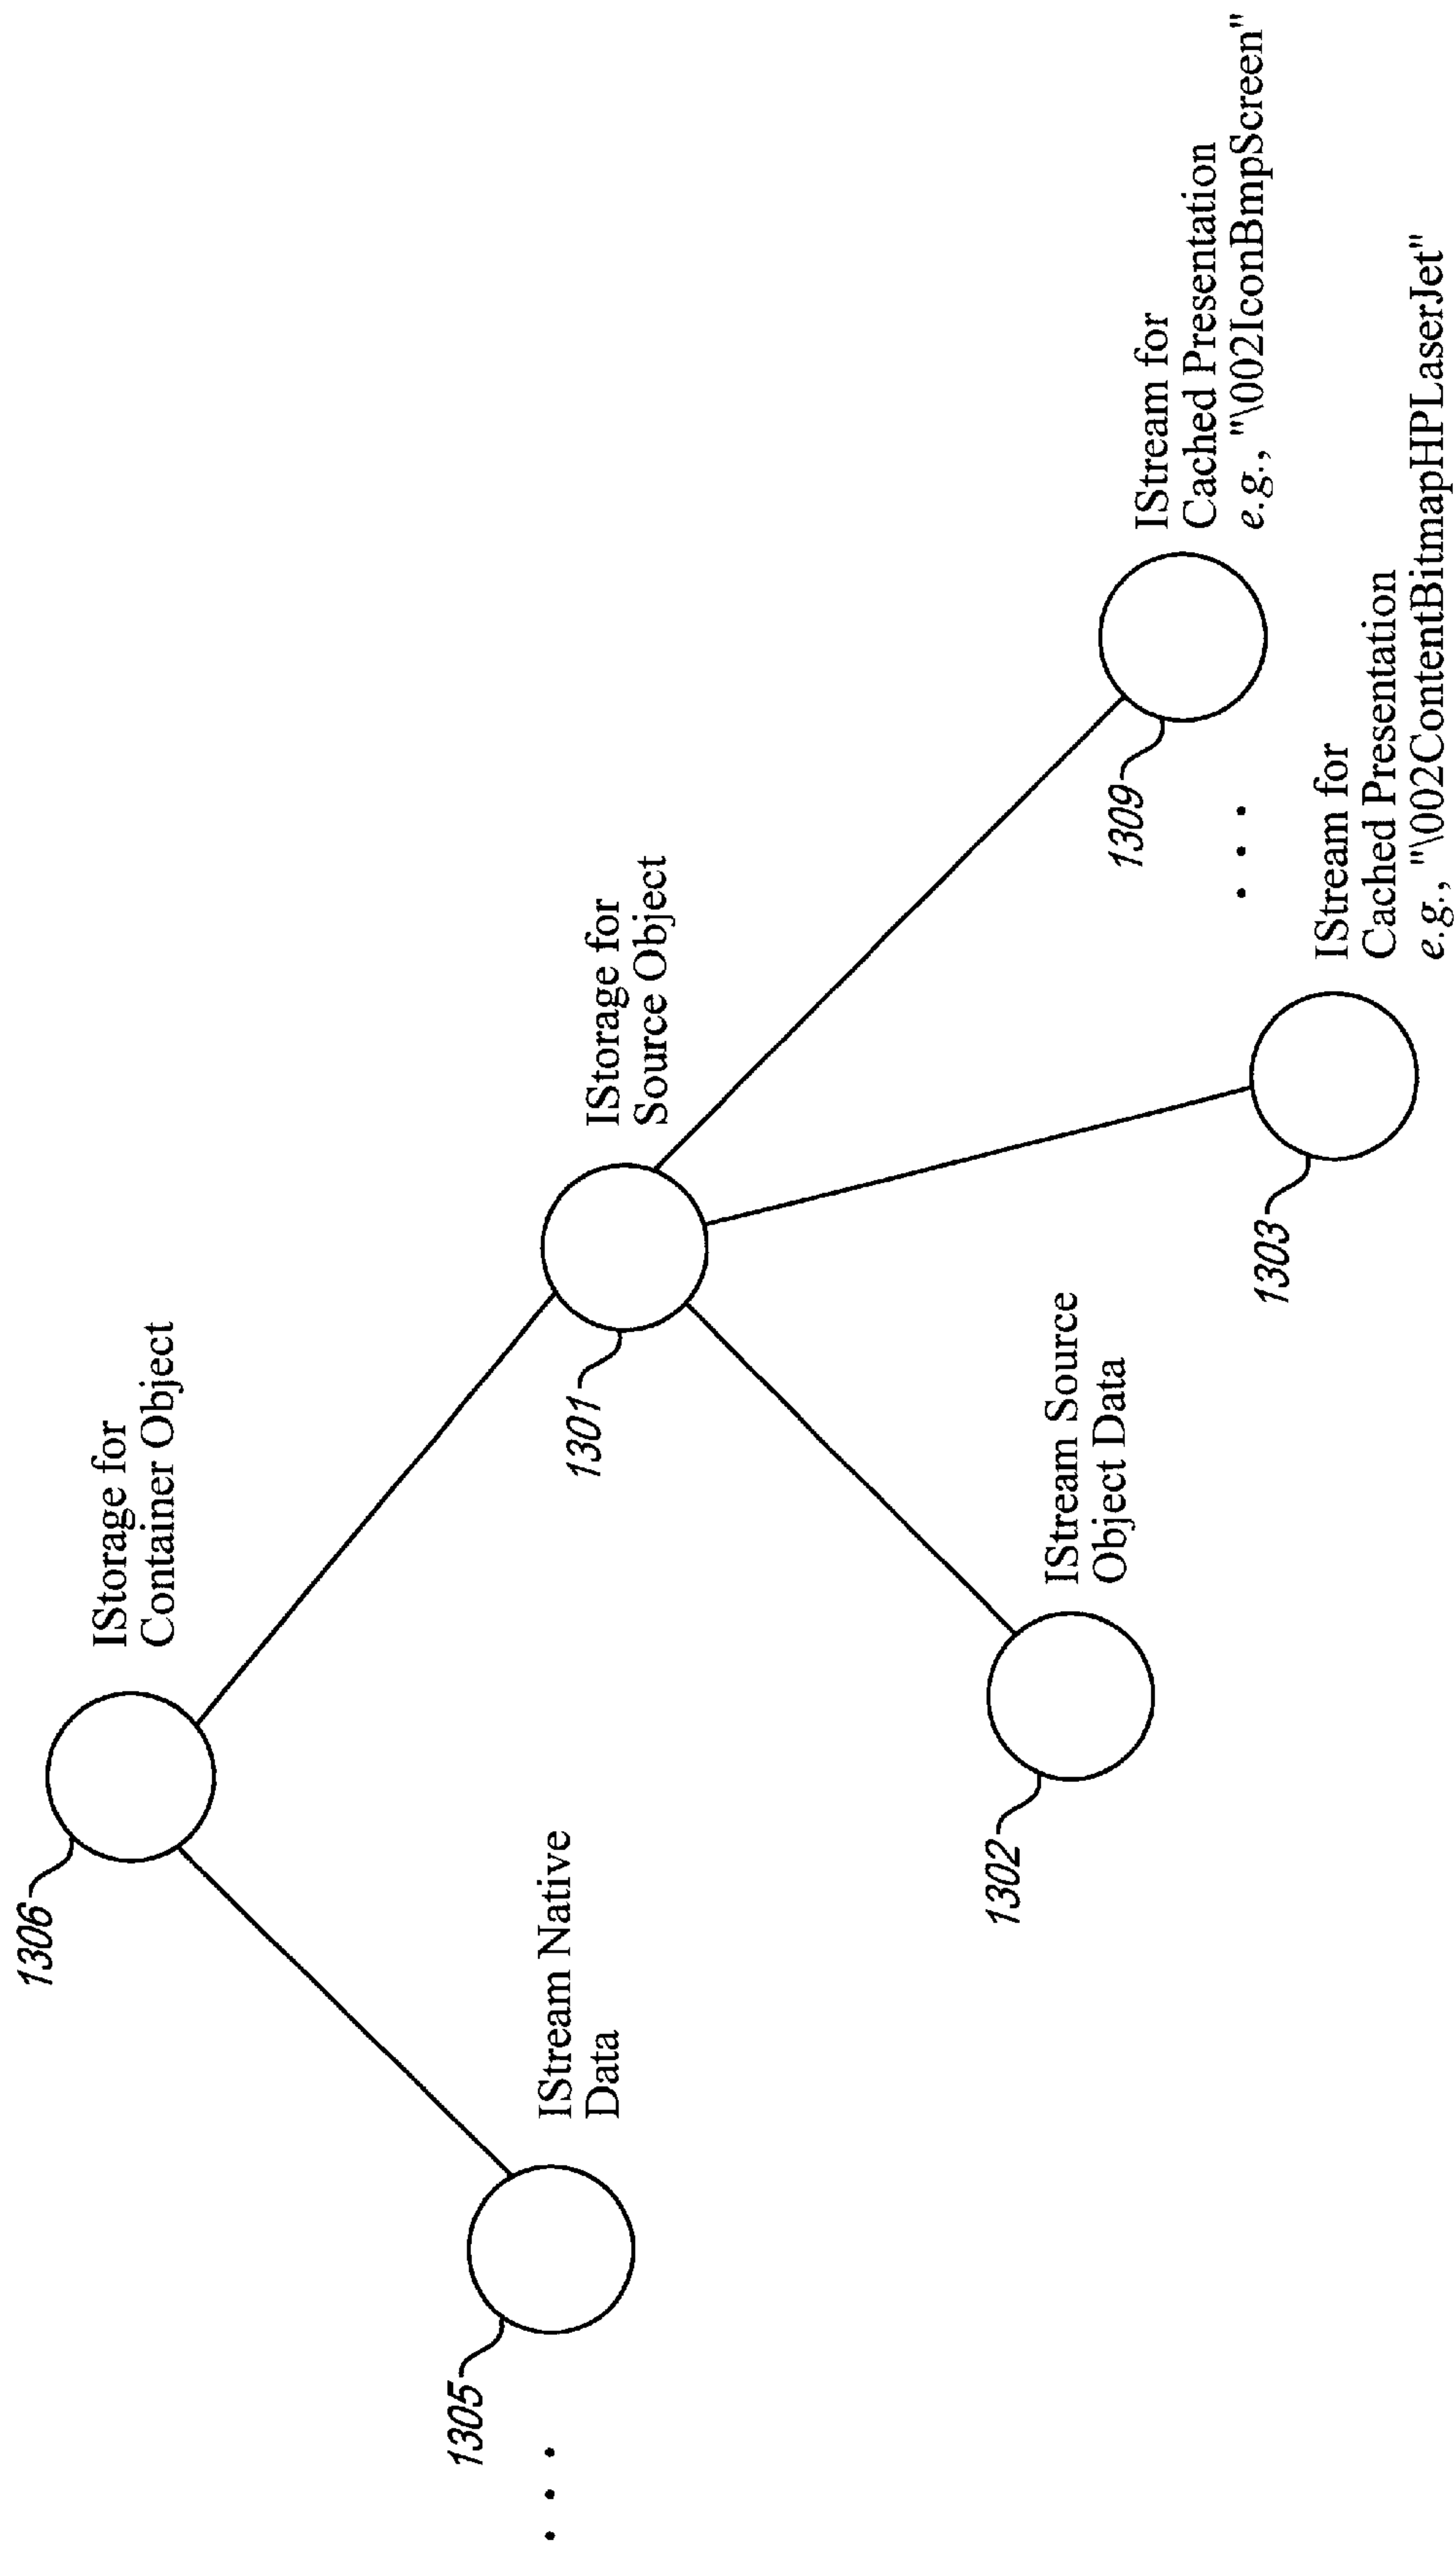 1306
IStorage for
Container Object
1305
IStream Native
Data
1301
IStorage for
Source Object
1302
IStream Source
Object Data
1303
IStream for
Cached Presentation
e.g., "\002ContentBitmapHPLaserJet"
1309
IStream for
Cached Presentation
e.g., "\002IconBmpScreen"